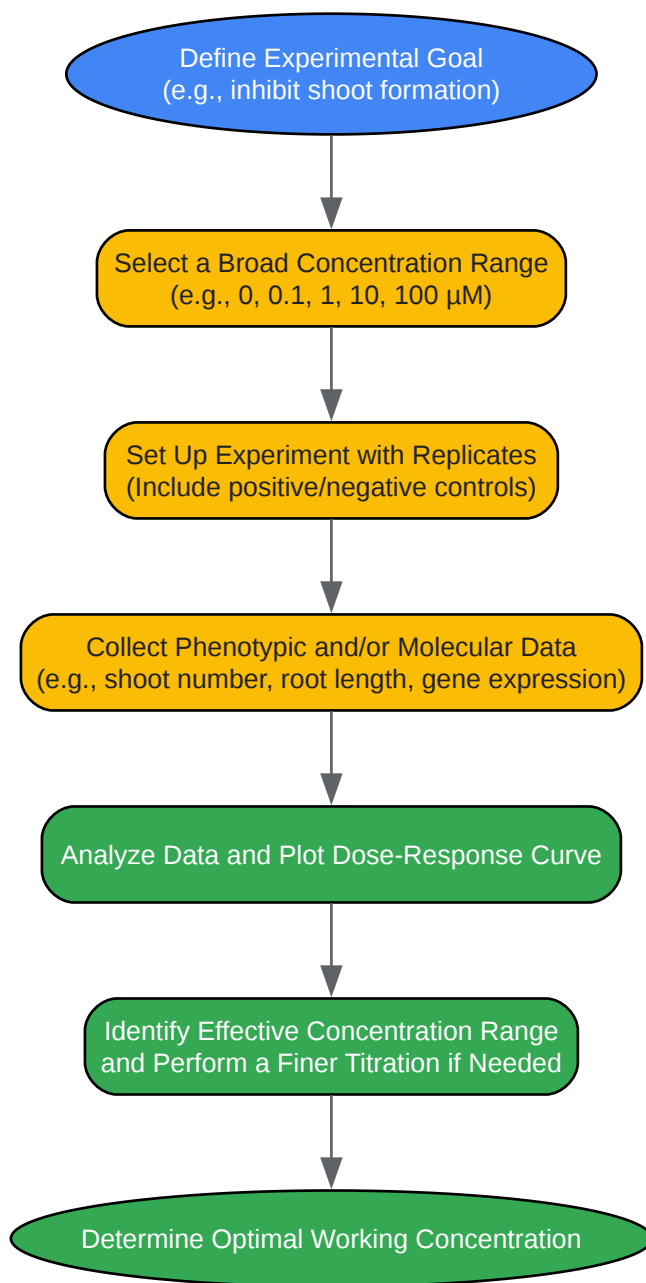 Define Experimental Goal
(e.g., inhibit shoot formation)
Select a Broad Concentration Range
(e.g., 0, 0.1, 1, 10, 100 µM)
Set Up Experiment with Replicates
(Include positive/negative controls)
Collect Phenotypic and/or Molecular Data
(e.g., shoot number, root length, gene expression)
Analyze Data and Plot Dose-Response Curve
Identify Effective Concentration Range
and Perform a Finer Titration if Needed
Determine Optimal Working Concentration